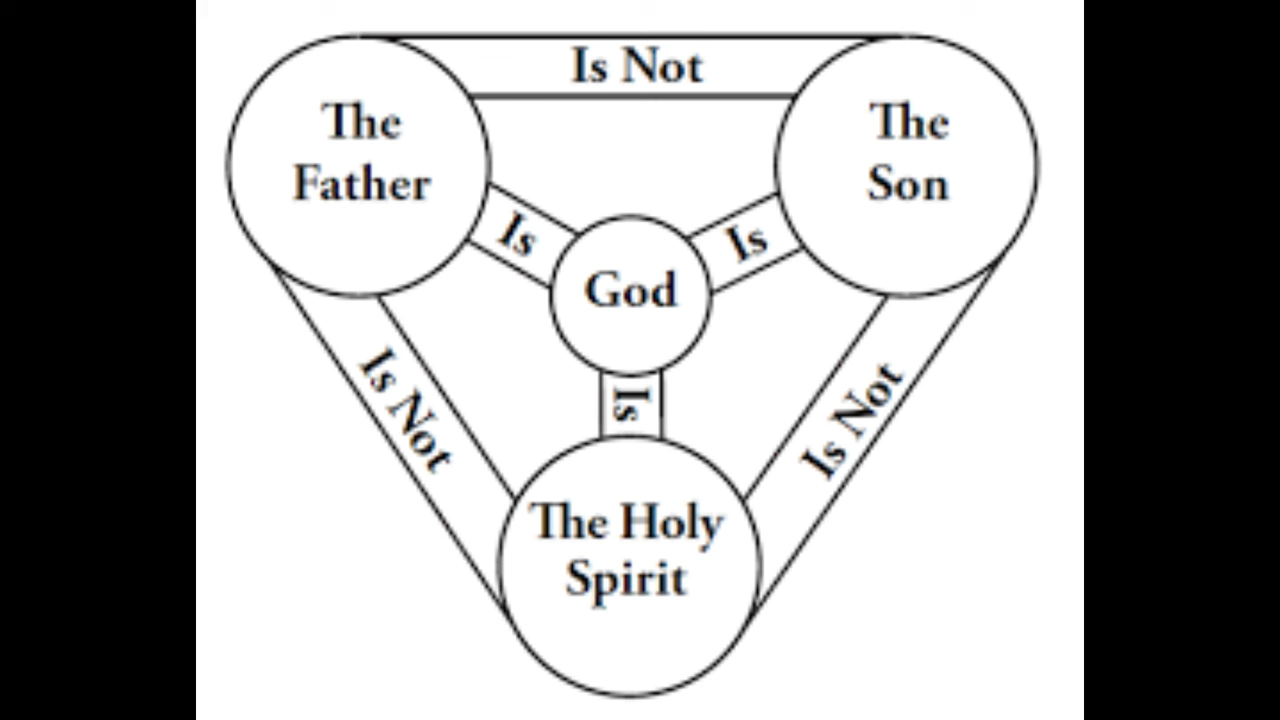 Is Not
The
Father
The
Son
Is
Is
God
Is Not
Is
Is Not
The Holy
Spirit